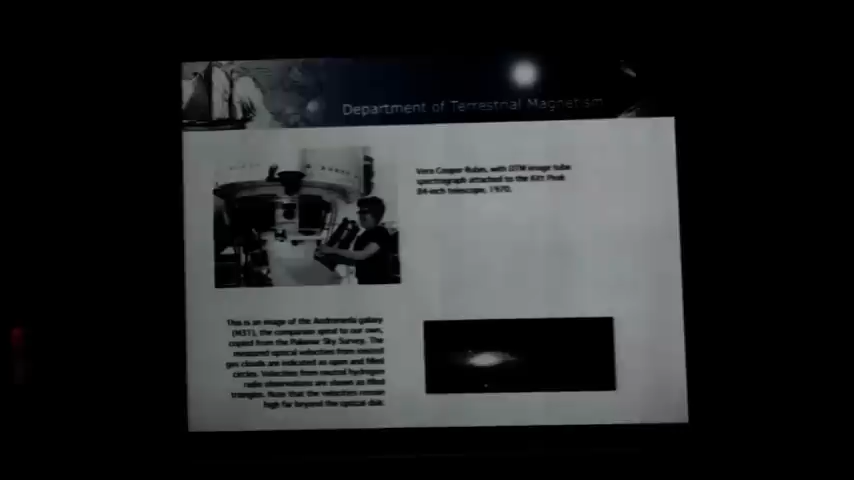 Department of Terrestrial Magnetism
Vera Cooper Rubin, with DTM image tube
spectrograph attached to the Kitt Peak
84-inch telescope, 1970.
This is an image of the Andromeda galaxy
(M31), the companion spiral to our own,
copied from the Palomar Sky Survey. The
measured optical velocities from neutral
gas clouds are indicated as open and filled
circles. Velocities from neutral hydrogen
radio observations are shown as filled
triangles. Note that the velocities remain
high far beyond the optical disk.